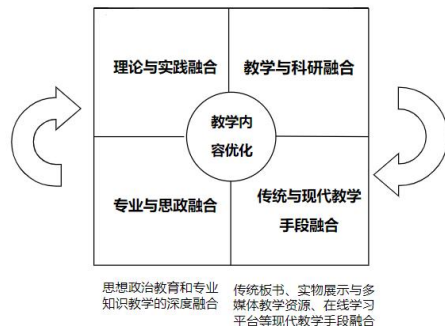 理论与实践融合
教学与科研融合
教学内
容优化
专业与思政融合
传统与现代教学
手段融合
思想政治教育和专业
知识教学的深度融合
传统板书、实物展示与多
媒体教学资源、在线学习
平台等现代教学手段融合